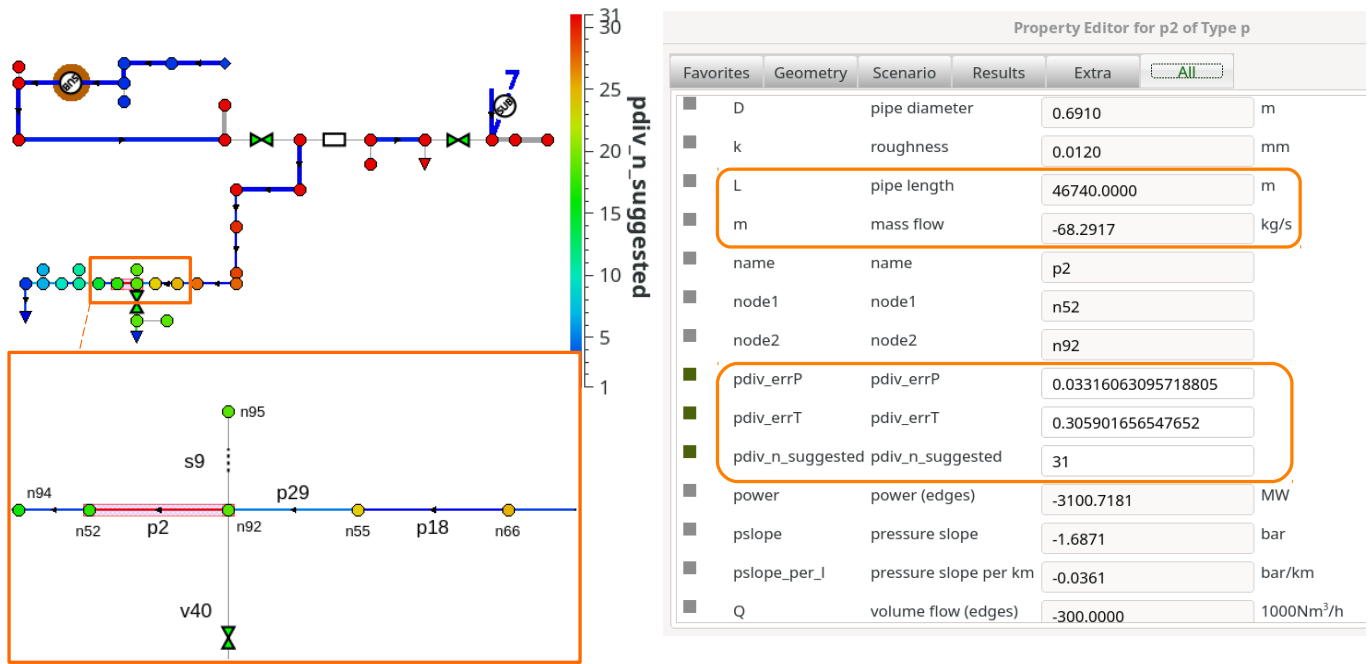 31
30
25
20
15
10
5
1
pdiv_n_suggested
SUB
7
SUB
n95
s9
n94
p29
n52
p2
n92
n55
p18
n66
v40
Property Editor for p2 of Type p
Favorites Geometry Scenario Results Extra All
D pipe diameter 0.6910 m
k roughness 0.0120 mm
L pipe length 46740.0000 m
m mass flow -68.2917 kg/s
name name p2
node1 node1 n52
node2 node2 n92
pdiv_errP pdiv_errP 0.03316063095718805
pdiv_errT pdiv_errT 0.305901656547652
pdiv_n_suggested pdiv_n_suggested 31
power power (edges) -3100.7181 MW
pslope pressure slope -1.6871 bar
pslope_per_l pressure slope per km -0.0361 bar/km
Q volume flow (edges) -300.0000 1000Nm³/h